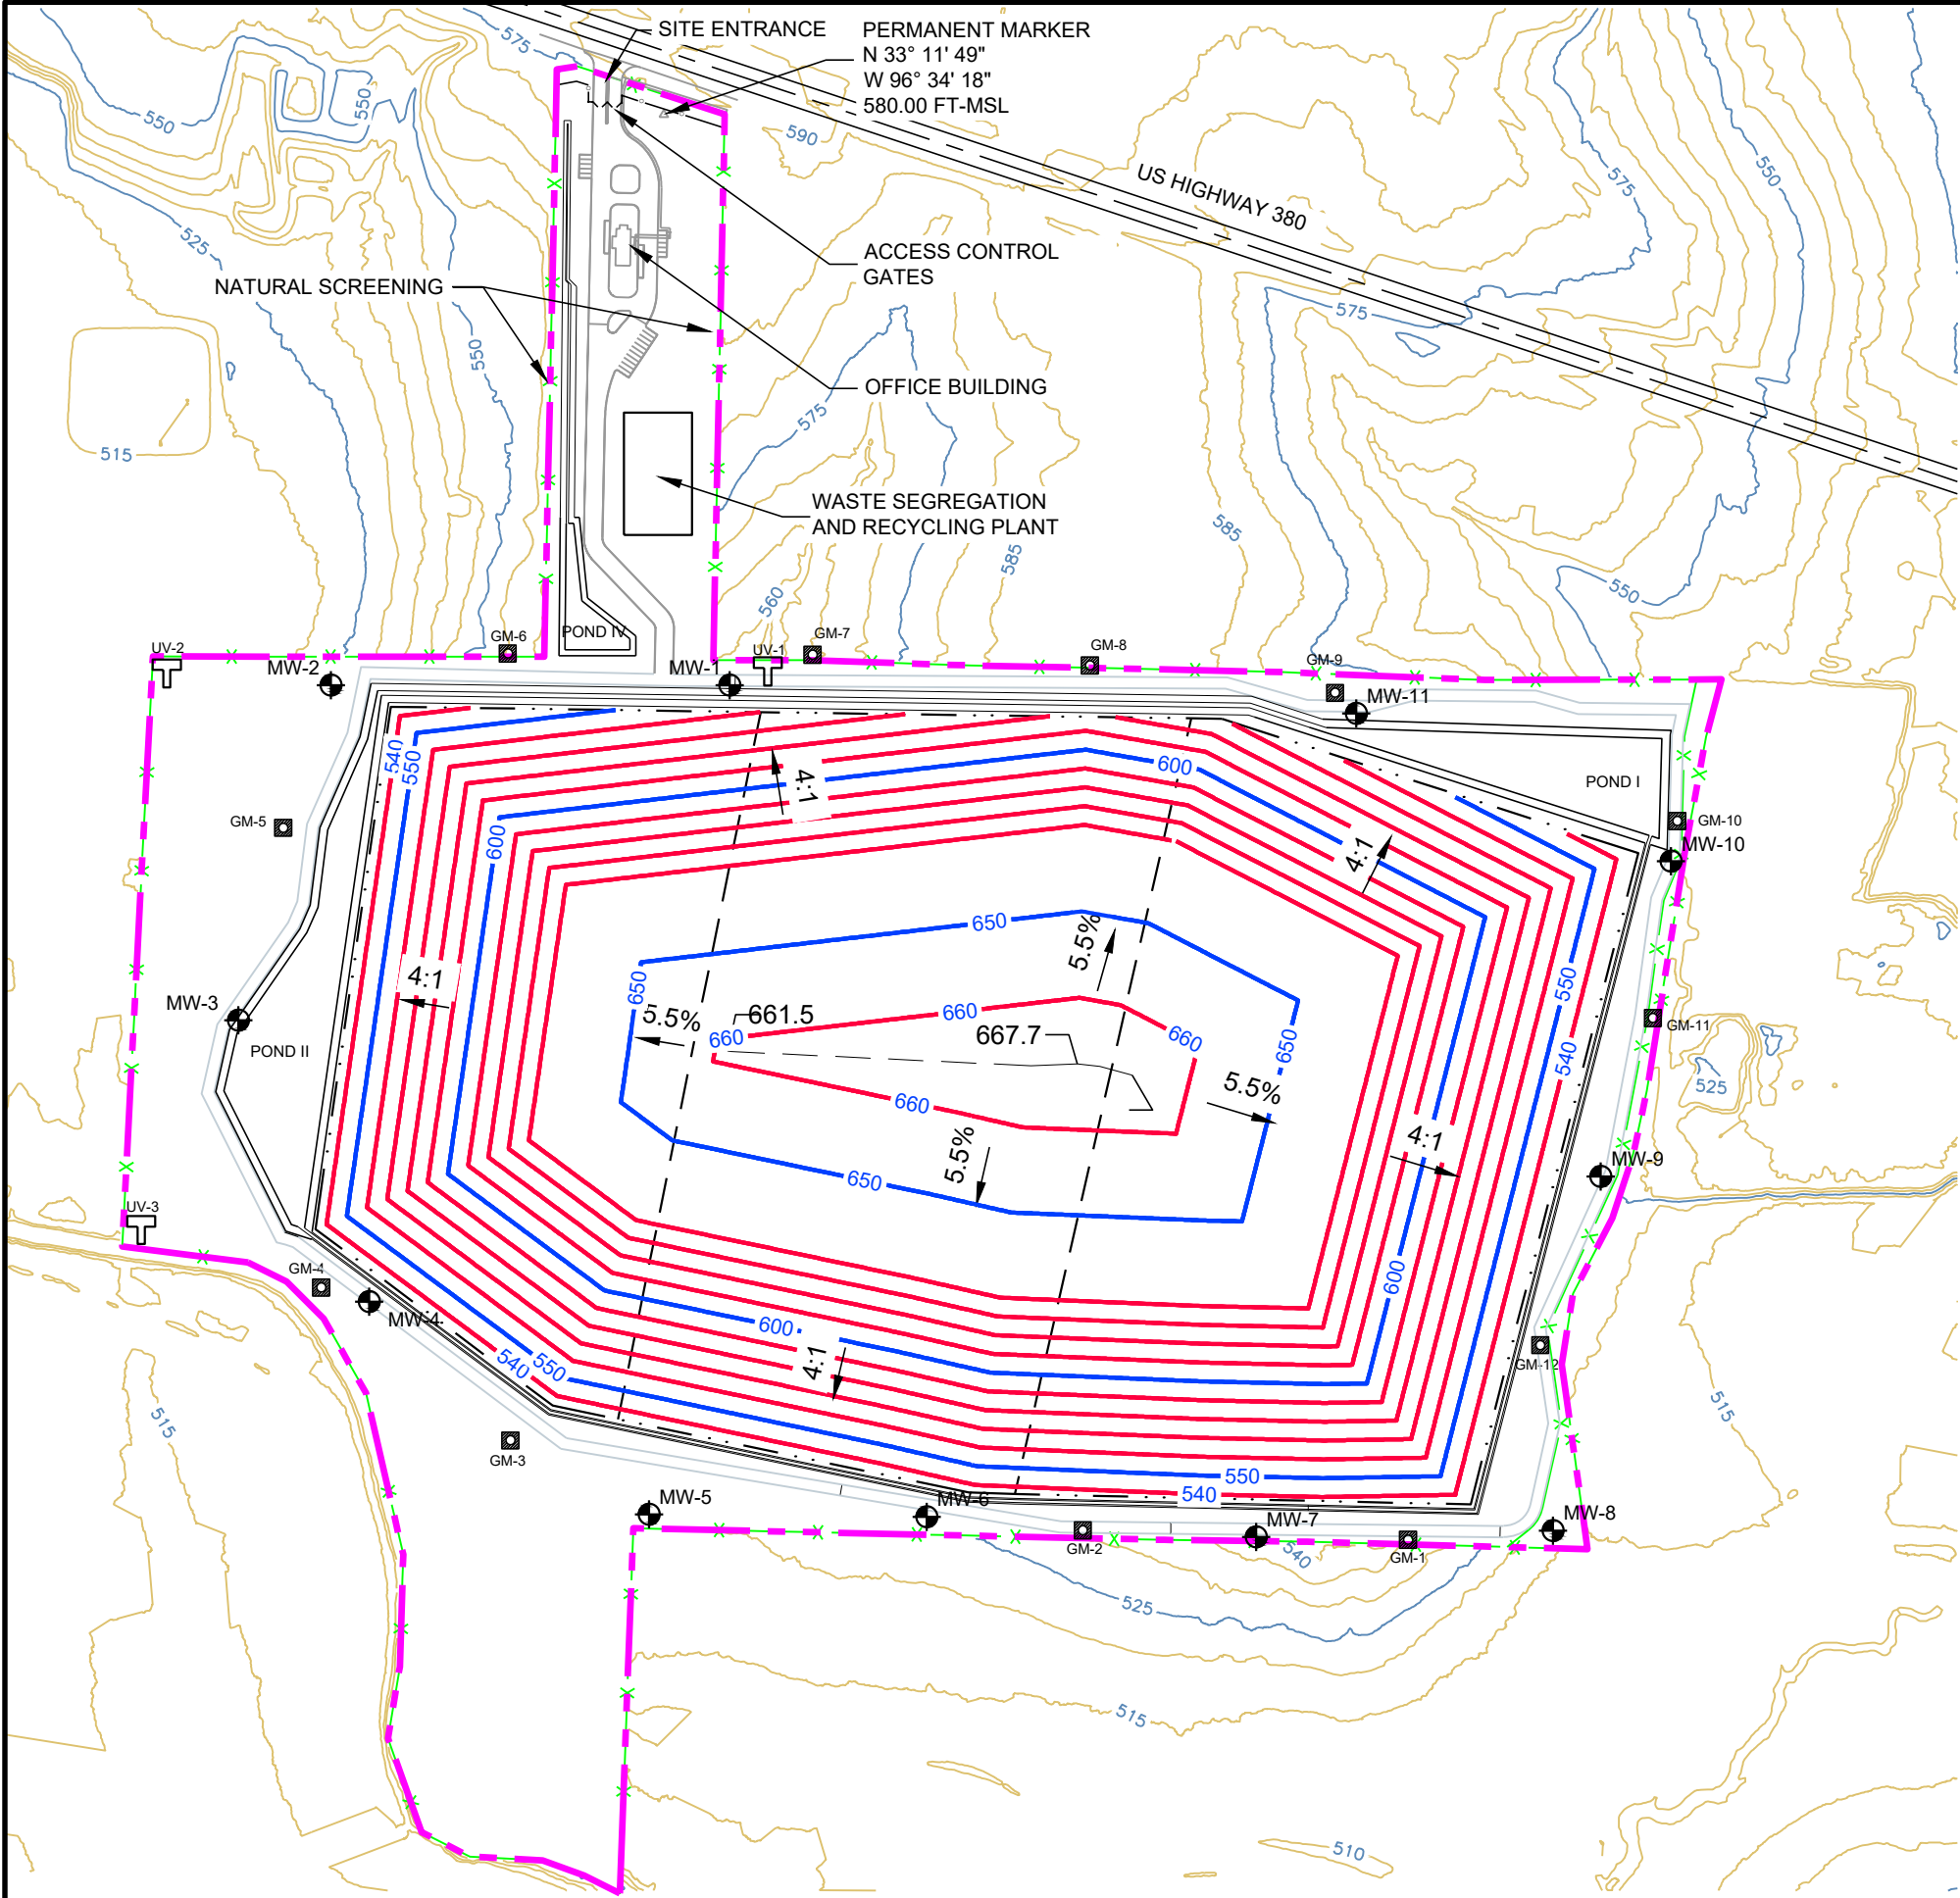 SITE ENTRANCE
PERMANENT MARKER
N 33° 11' 49"
W 96° 34' 18"
580.00 FT-MSL
575
550
550
590
US HIGHWAY 380
575
550
525
ACCESS CONTROL
GATES
NATURAL SCREENING
575
550
OFFICE BUILDING
575
515
WASTE SEGREGATION
AND RECYCLING PLANT
585
585
550
560
POND IV
UV-2
GM-6
MW-2
MW-1
UV-1
GM-7
GM-8
GM-9
MW-11
540
550
4:1
600
POND I
GM-5
600
4:1
GM-10
MW-10
650
5.5%
4:1
650
550
MW-3
5.5%
661.5
660
660
667.7
660
650
540
GM-11
POND II
660
5.5%
525
5.5%
4:1
650
MW-9
UV-3
GM-4
MW-4
600
600
4:1
540
550
GM-12
515
515
GM-3
550
540
MW-5
MW-6
MW-7
MW-8
GM-2
GM-1
540
525
515
510